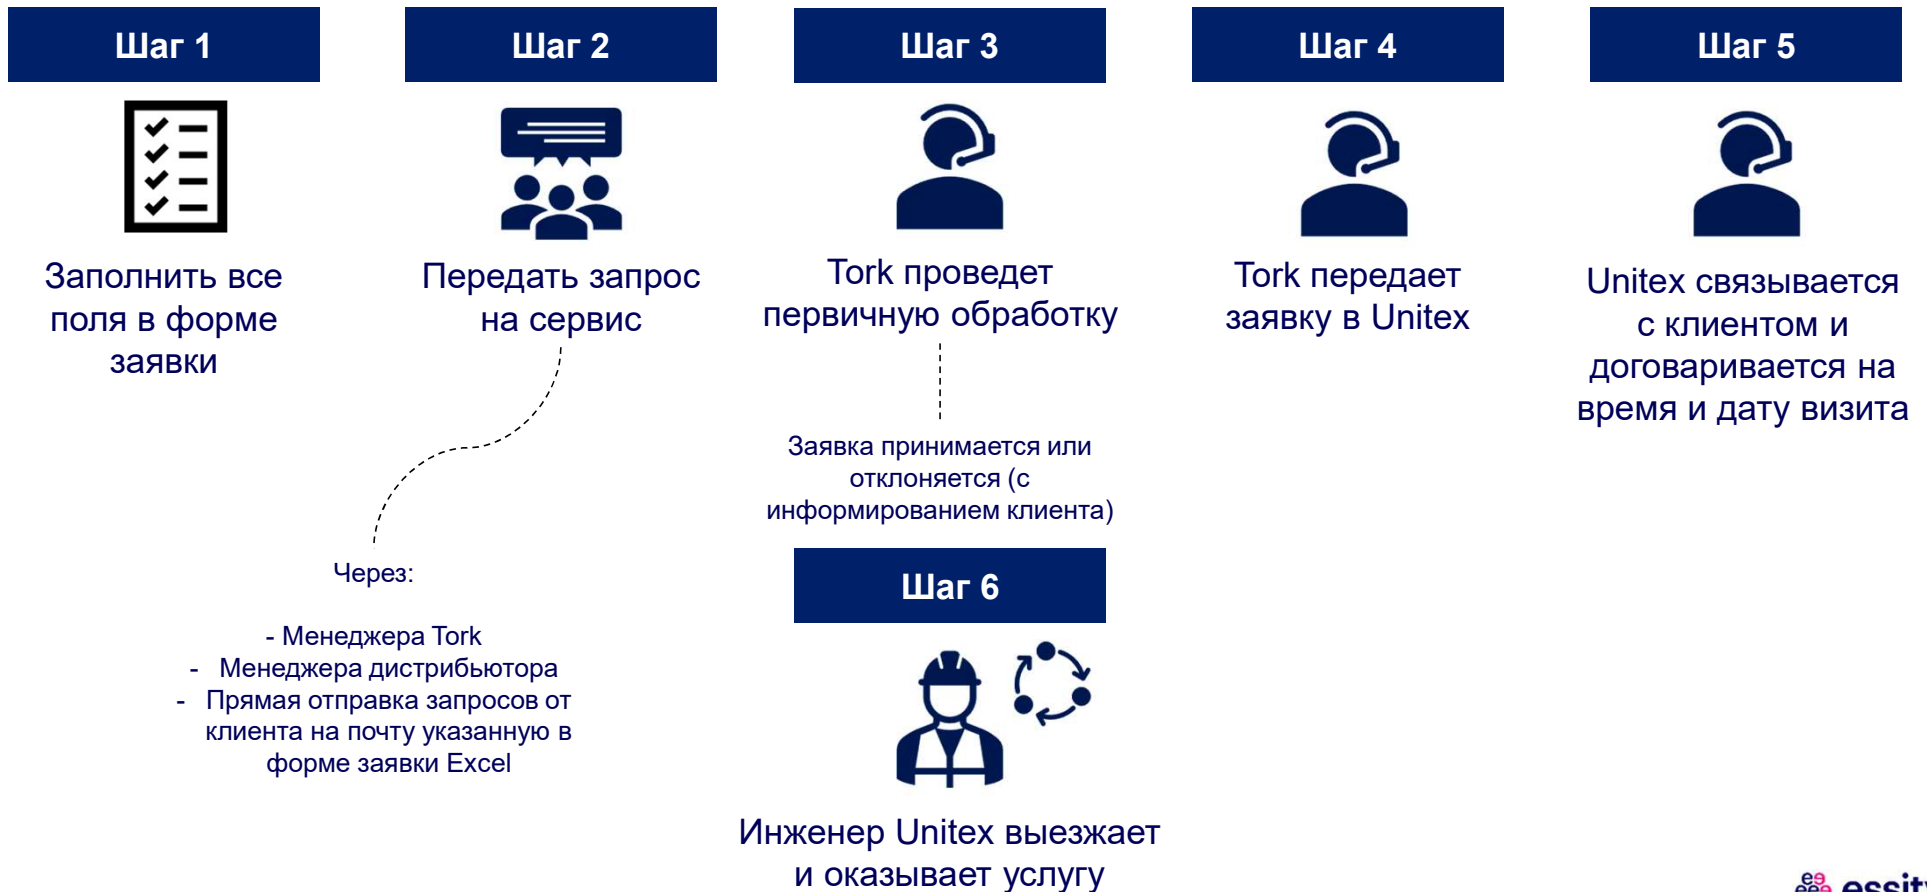 Шаг 1
Заполнить все
поля в форме
заявки
Шаг 2
Передать запрос
на сервис
Через:
- Менеджера Tork
- Менеджера дистрибьютора
- Прямая отправка запросов от
клиента на почту указанную в
форме заявки Excel
Шаг 3
Tork проведет
первичную обработку
Заявка принимается или
отклоняется (с
информированием клиента)
Шаг 4
Tork передает
заявку в Unitex
Шаг 5
Unitex связывается
с клиентом и
договаривается на
время и дату визита
Шаг 6
Инженер Unitex выезжает
и оказывает услугу
essity